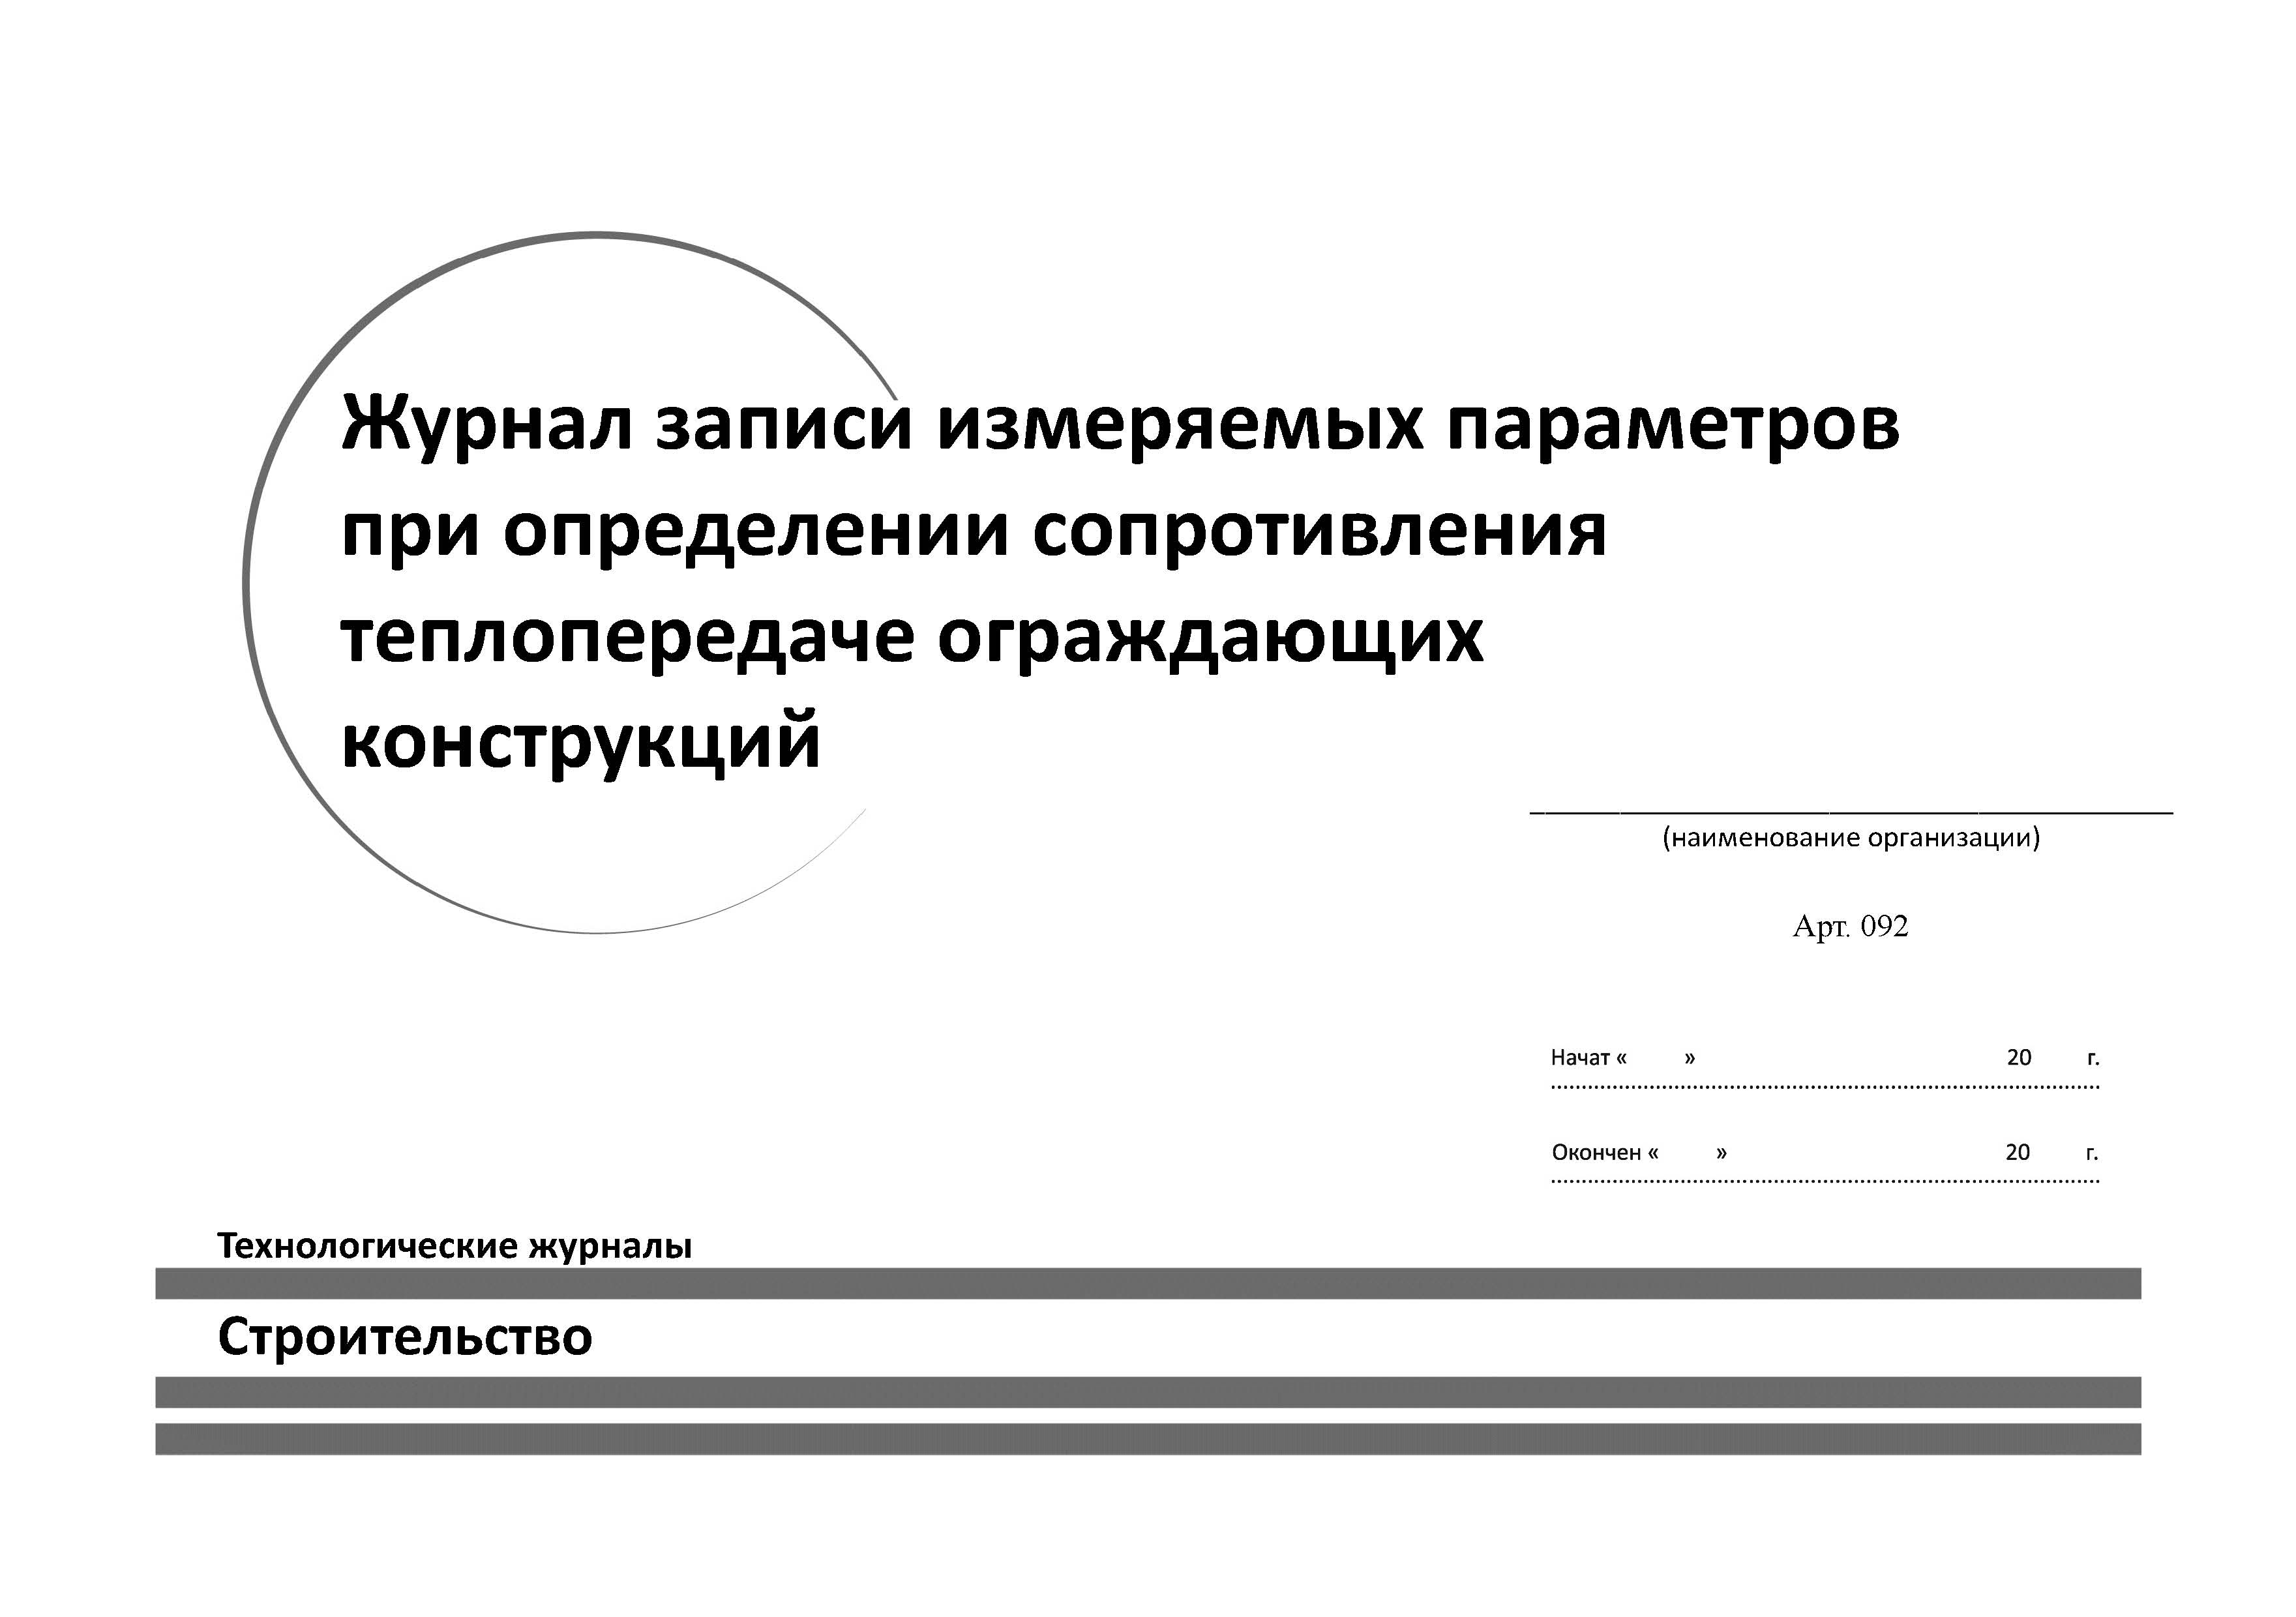 Журнал записи измеряемых параметров
при определении сопротивления
теплопередаче ограждающих
конструкций
(наименование организации)
Арт. 092
Начат « » 20 г.
Окончен « » 20 г.
Технологические журналы
Строительство